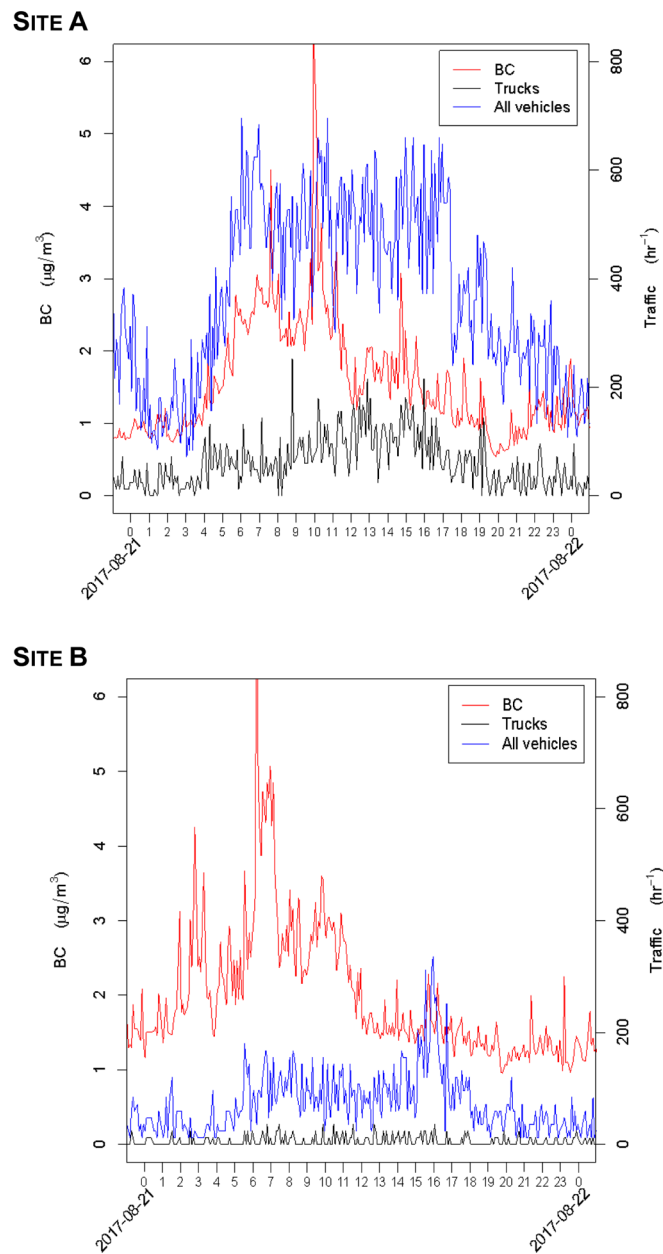 SITE A
BC
Trucks
All vehicles
6
5
4
3
2
1
0
BC (µg/m³)
800
600
400
200
0
Traffic (hr⁻¹)
0 1 2 3 4 5 6 7 8 9 10 11 12 13 14 15 16 17 18 19 20 21 22 23 0
2017-08-21
2017-08-22
SITE B
BC
Trucks
All vehicles
6
5
4
3
2
1
0
BC (µg/m³)
800
600
400
200
0
Traffic (hr⁻¹)
0 1 2 3 4 5 6 7 8 9 10 11 12 13 14 15 16 17 18 19 20 21 22 23 0
2017-08-21
2017-08-22